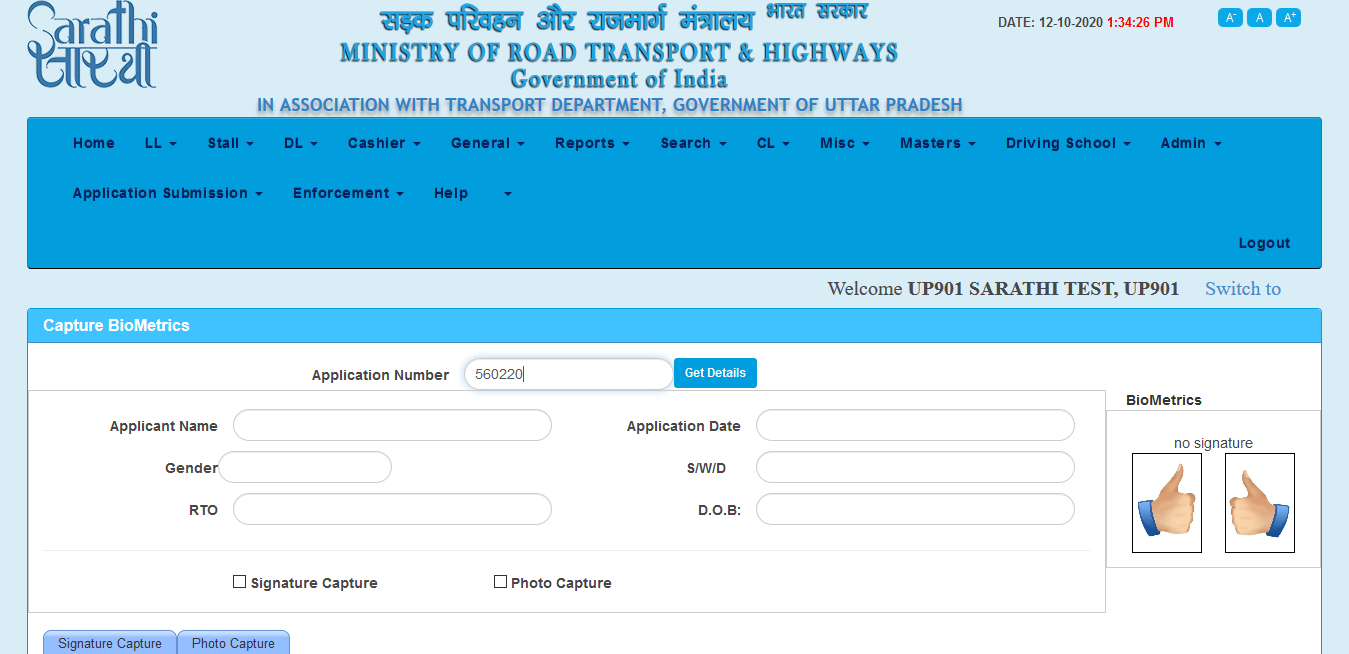 Sarathi
सारथी
सड़क परिवहन और राजमार्ग मंत्रालय भारत सरकार
MINISTRY OF ROAD TRANSPORT & HIGHWAYS
Government of India
IN ASSOCIATION WITH TRANSPORT DEPARTMENT, GOVERNMENT OF UTTAR PRADESH
DATE: 12-10-2020 1:34:26 PM
A- A A+
Home LL Stall DL Cashier General Reports Search CL Misc Masters Driving School Admin
Application Submission Enforcement Help
Logout
Welcome UP901 SARATHI TEST, UP901 Switch to
Capture BioMetrics
Application Number 560220 Get Details
BioMetrics
Applicant Name Application Date
no signature
Gender S/W/D
RTO D.O.B:
Signature Capture Photo Capture
Signature Capture Photo Capture